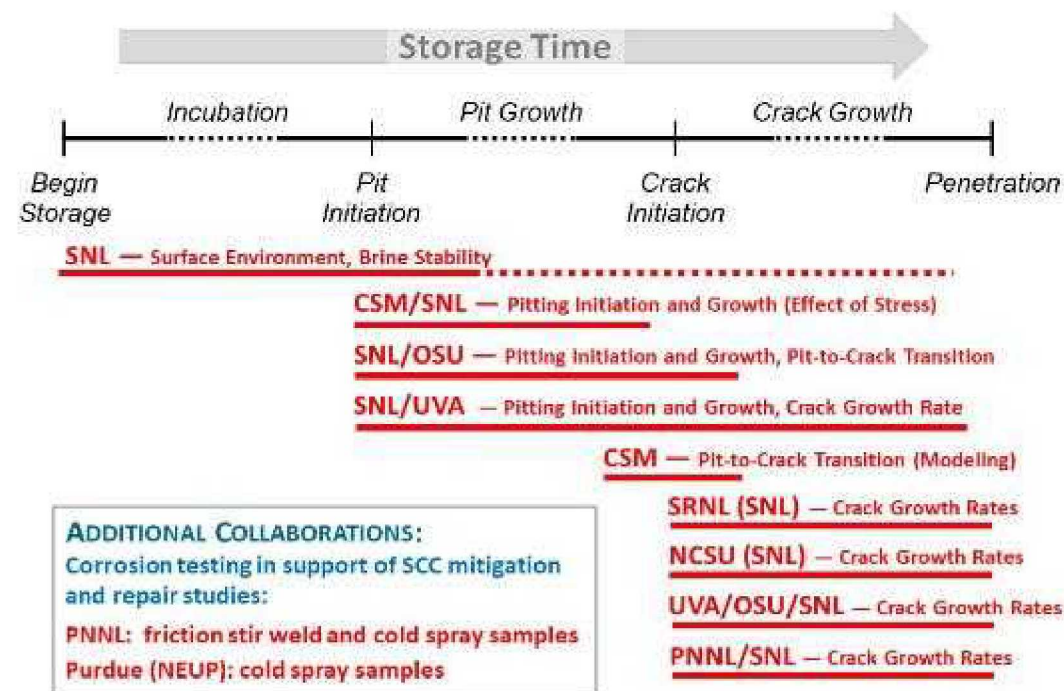 Storage Time
Incubation Pit Growth Crack Growth
Begin Storage Pit Initiation Crack Initiation Penetration
SNL — Surface Environment, Brine Stability
CSM/SNL — Pitting Initiation and Growth (Effect of Stress)
SNL/OSU — Pitting Initiation and Growth, Pit-to-Crack Transition
SNL/UVA — Pitting Initiation and Growth, Crack Growth Rate
CSM — Pit-to-Crack Transition (Modeling)
SRNL (SNL) — Crack Growth Rates
NCSU (SNL) — Crack Growth Rates
UVA/OSU/SNL — Crack Growth Rates
PNNL/SNL — Crack Growth Rates
ADDITIONAL COLLABORATIONS:
Corrosion testing in support of SCC mitigation
and repair studies:
PNNL: friction stir weld and cold spray samples
Purdue (NEUP): cold spray samples